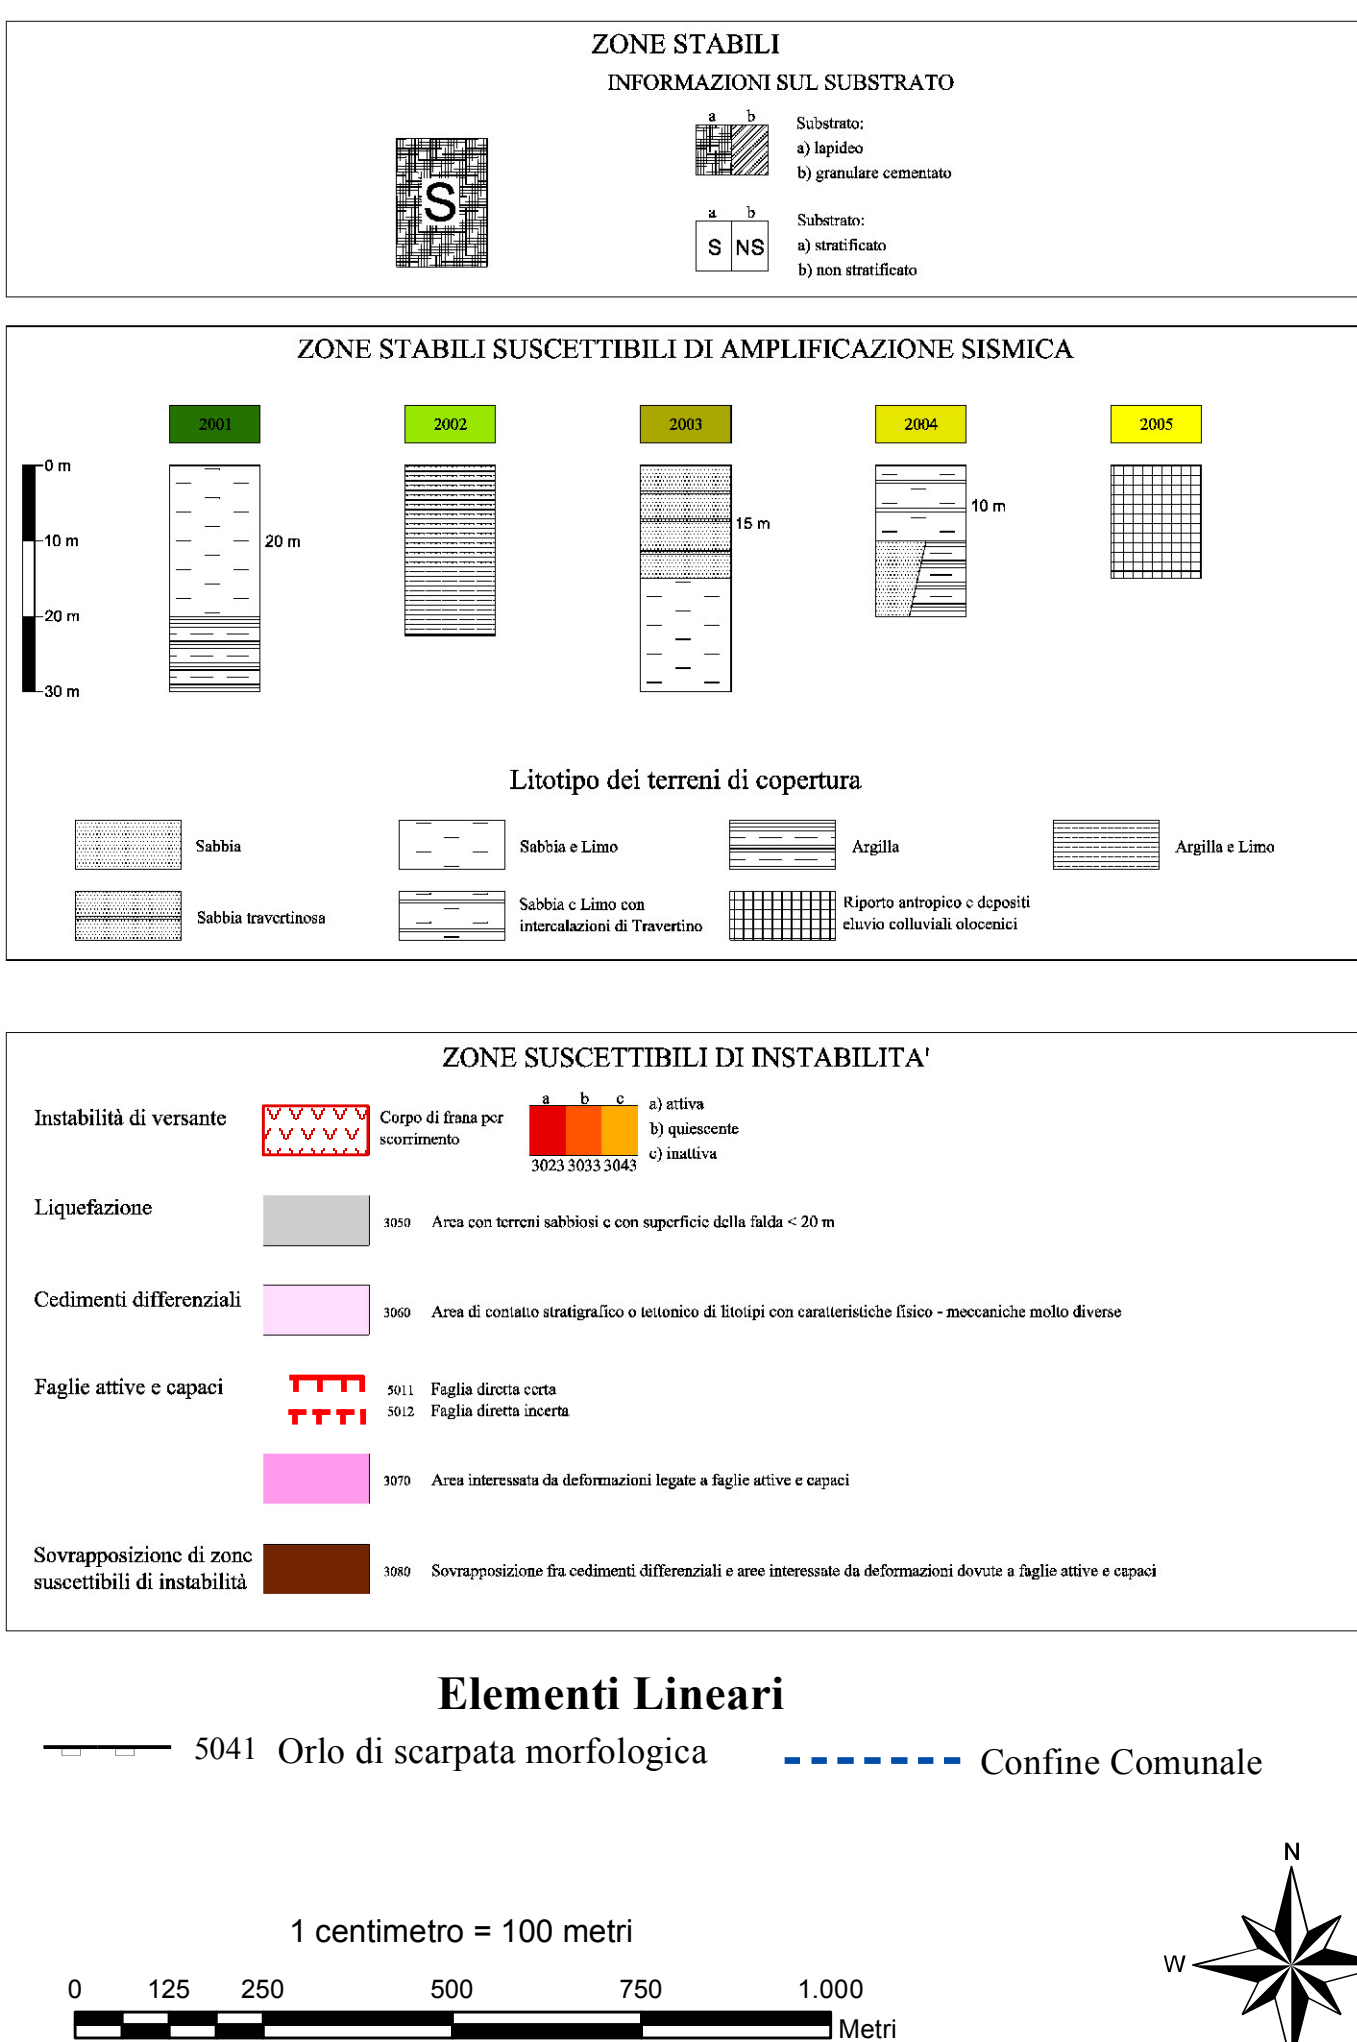 ZONE STABILI
INFORMAZIONI SUL SUBSTRATO
S
a b
Substrato:
a) lapideo
b) granulare cementato
a b
S NS
Substrato:
a) stratificato
b) non stratificato
ZONE STABILI SUSCETTIBILI DI AMPLIFICAZIONE SISMICA
2001 2002 2003 2004 2005
0 m
10 m
20 m
30 m
20 m
15 m
10 m
Litotipo dei terreni di copertura
Sabbia
Sabbia e Limo
Argilla
Argilla e Limo
Sabbia travertinosa
Sabbia e Limo con
intercalazioni di Travertino
Riporto antropico e depositi
eluvio colluviali olocenici
ZONE SUSCETTIBILI DI INSTABILITA'
Instabilità di versante
Corpo di frana per
scorrimento
a b c
3023 3033 3043
a) attiva
b) quiescente
c) inattiva
Liquefazione
3050 Area con terreni sabbiosi e con superficie della falda < 20 m
Cedimenti differenziali
3060 Area di contatto stratigrafico o tettonico di litotipi con caratteristiche fisico - meccaniche molto diverse
Faglie attive e capaci
5011 Faglia diretta certa
5012 Faglia diretta incerta
3070 Area interessata da deformazioni legate a faglie attive e capaci
Sovrapposizione di zone
suscettibili di instabilità
3080 Sovrapposizione fra cedimenti differenziali e aree interessate da deformazioni dovute a faglie attive e capaci
Elementi Lineari
5041 Orlo di scarpata morfologica
Confine Comunale
N
W
1 centimetro = 100 metri
0 125 250 500 750 1.000
Metri